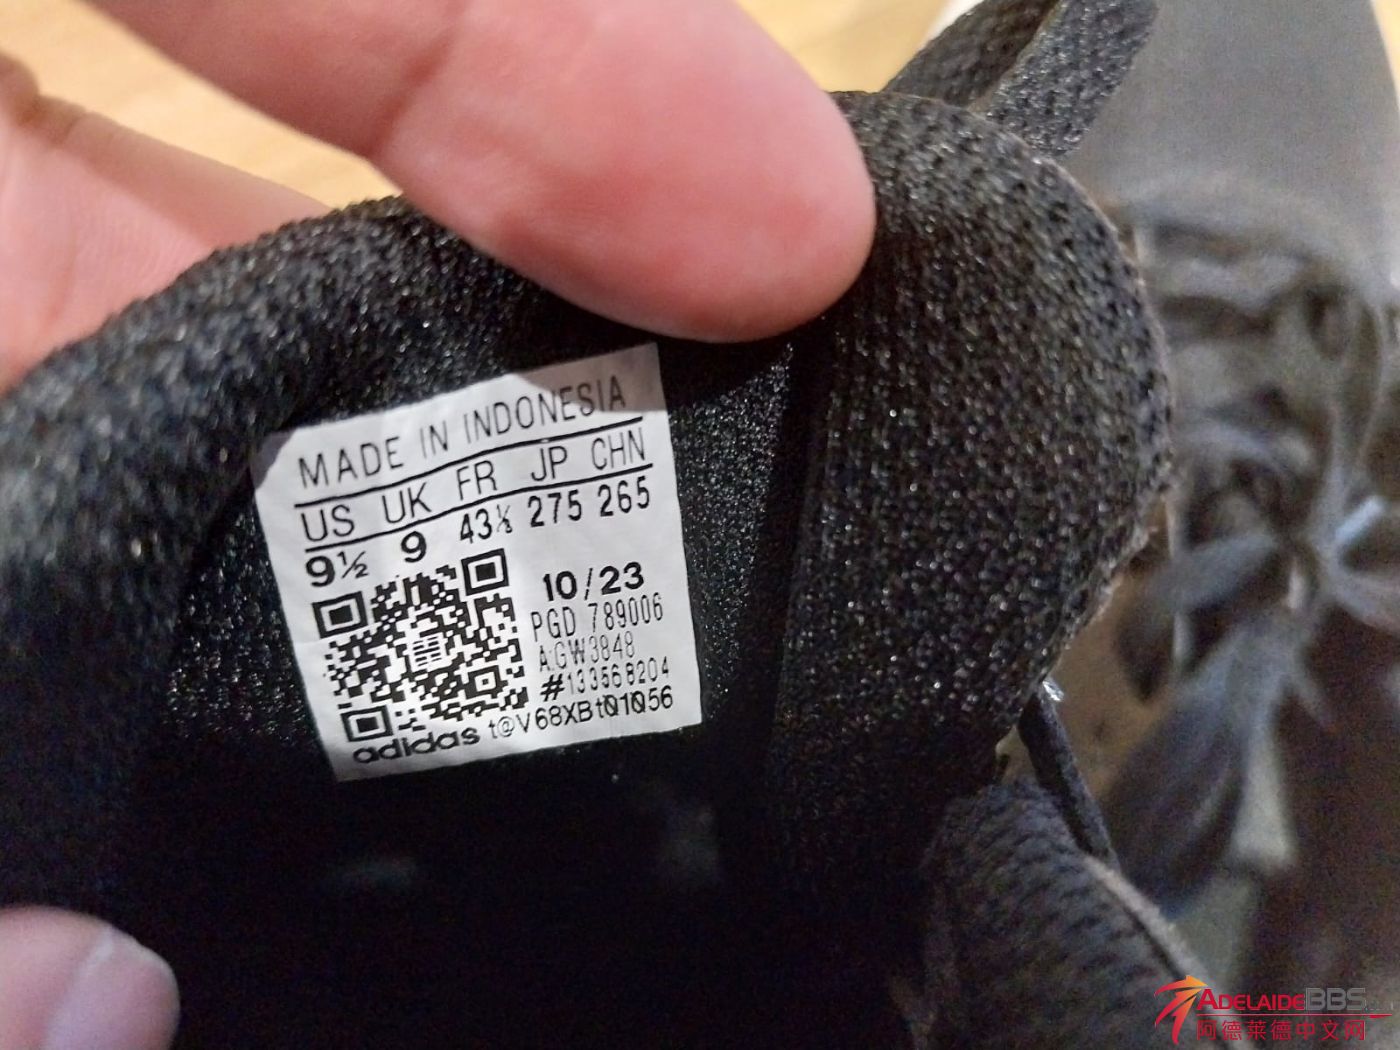 MADE IN INDONESIA
US UK FR JP CHN
9½ 9 43⅓ 275 265
10/23
PGD 789006
A:GW3848
#133568204
adidas t@V68XBt01056
ADELAIDEBBS
阿德莱德中文网